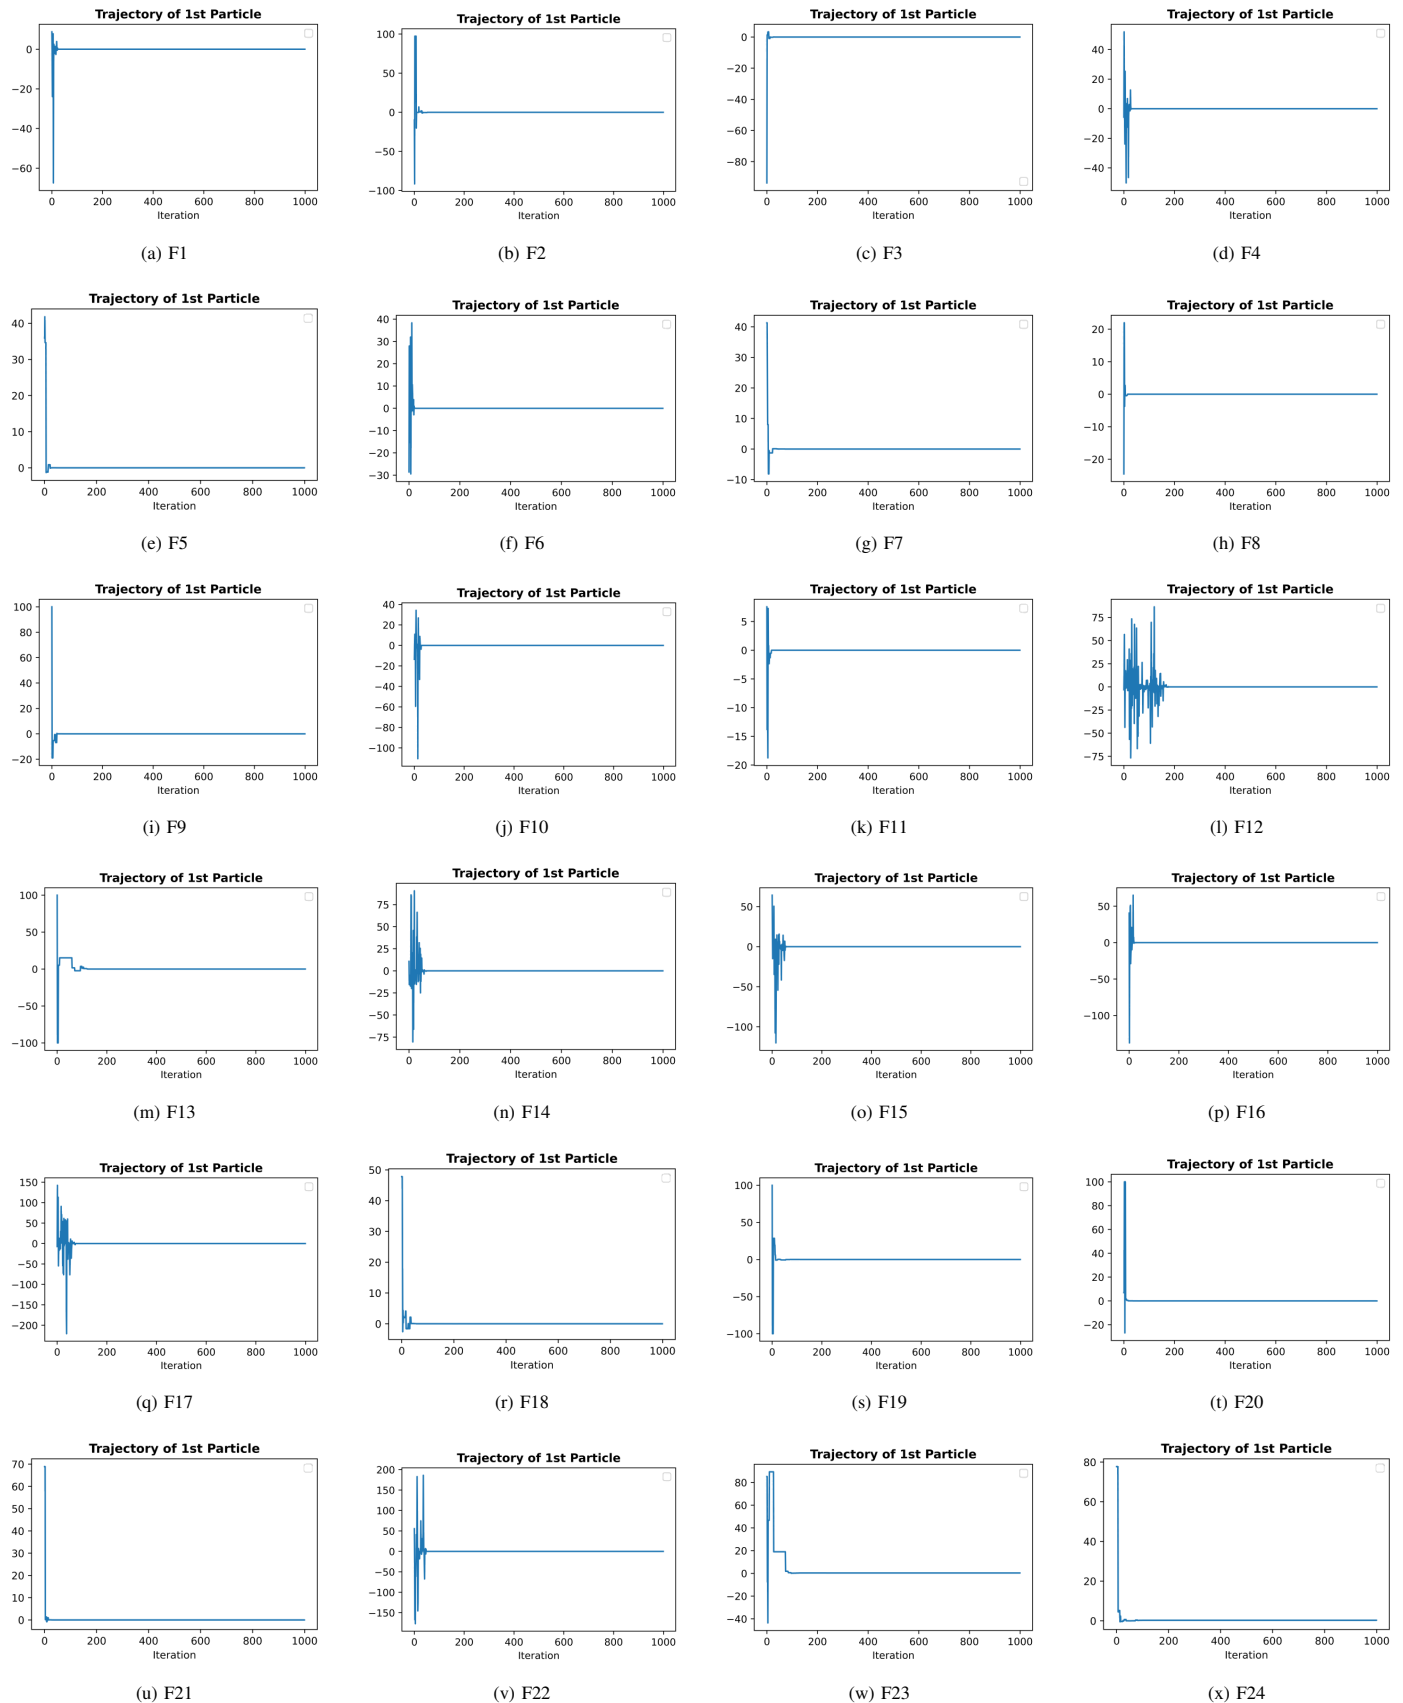 Trajectory of 1st Particle
0
−20
−40
−60
0 200 400 600 800 1000
Iteration
(a) F1
Trajectory of 1st Particle
100
50
0
−50
−100
0 200 400 600 800 1000
Iteration
(b) F2
Trajectory of 1st Particle
0
−20
−40
−60
−80
0 200 400 600 800 1000
Iteration
(c) F3
Trajectory of 1st Particle
40
20
0
−20
−40
0 200 400 600 800 1000
Iteration
(d) F4
Trajectory of 1st Particle
40
30
20
10
0
0 200 400 600 800 1000
Iteration
(e) F5
Trajectory of 1st Particle
40
30
20
10
0
−10
−20
−30
0 200 400 600 800 1000
Iteration
(f) F6
Trajectory of 1st Particle
40
30
20
10
0
−10
0 200 400 600 800 1000
Iteration
(g) F7
Trajectory of 1st Particle
20
10
0
−10
−20
0 200 400 600 800 1000
Iteration
(h) F8
Trajectory of 1st Particle
100
80
60
40
20
0
−20
0 200 400 600 800 1000
Iteration
(i) F9
Trajectory of 1st Particle
40
20
0
−20
−40
−60
−80
−100
0 200 400 600 800 1000
Iteration
(j) F10
Trajectory of 1st Particle
5
0
−5
−10
−15
−20
0 200 400 600 800 1000
Iteration
(k) F11
Trajectory of 1st Particle
75
50
25
0
−25
−50
−75
0 200 400 600 800 1000
Iteration
(l) F12
Trajectory of 1st Particle
100
50
0
−50
−100
0 200 400 600 800 1000
Iteration
(m) F13
Trajectory of 1st Particle
75
50
25
0
−25
−50
−75
0 200 400 600 800 1000
Iteration
(n) F14
Trajectory of 1st Particle
50
0
−50
−100
0 200 400 600 800 1000
Iteration
(o) F15
Trajectory of 1st Particle
50
0
−50
−100
0 200 400 600 800 1000
Iteration
(p) F16
Trajectory of 1st Particle
150
100
50
0
−50
−100
−150
−200
0 200 400 600 800 1000
Iteration
(q) F17
Trajectory of 1st Particle
50
40
30
20
10
0
0 200 400 600 800 1000
Iteration
(r) F18
Trajectory of 1st Particle
100
50
0
−50
−100
0 200 400 600 800 1000
Iteration
(s) F19
Trajectory of 1st Particle
100
80
60
40
20
0
−20
0 200 400 600 800 1000
Iteration
(t) F20
Trajectory of 1st Particle
70
60
50
40
30
20
10
0
0 200 400 600 800 1000
Iteration
(u) F21
Trajectory of 1st Particle
200
150
100
50
0
−50
−100
−150
0 200 400 600 800 1000
Iteration
(v) F22
Trajectory of 1st Particle
80
60
40
20
0
−20
−40
0 200 400 600 800 1000
Iteration
(w) F23
Trajectory of 1st Particle
80
60
40
20
0
0 200 400 600 800 1000
Iteration
(x) F24